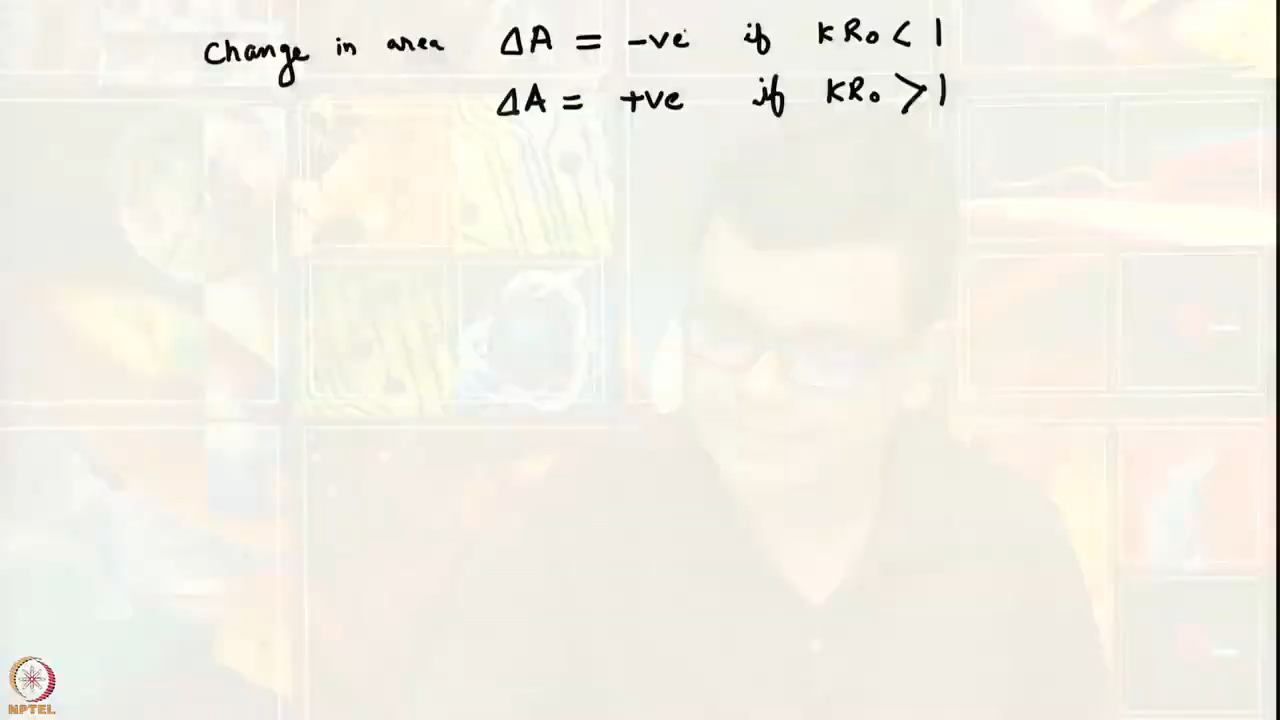 Change in area ΔA = -ve if kR₀ < 1
ΔA = +ve if kR₀ > 1
NPTEL